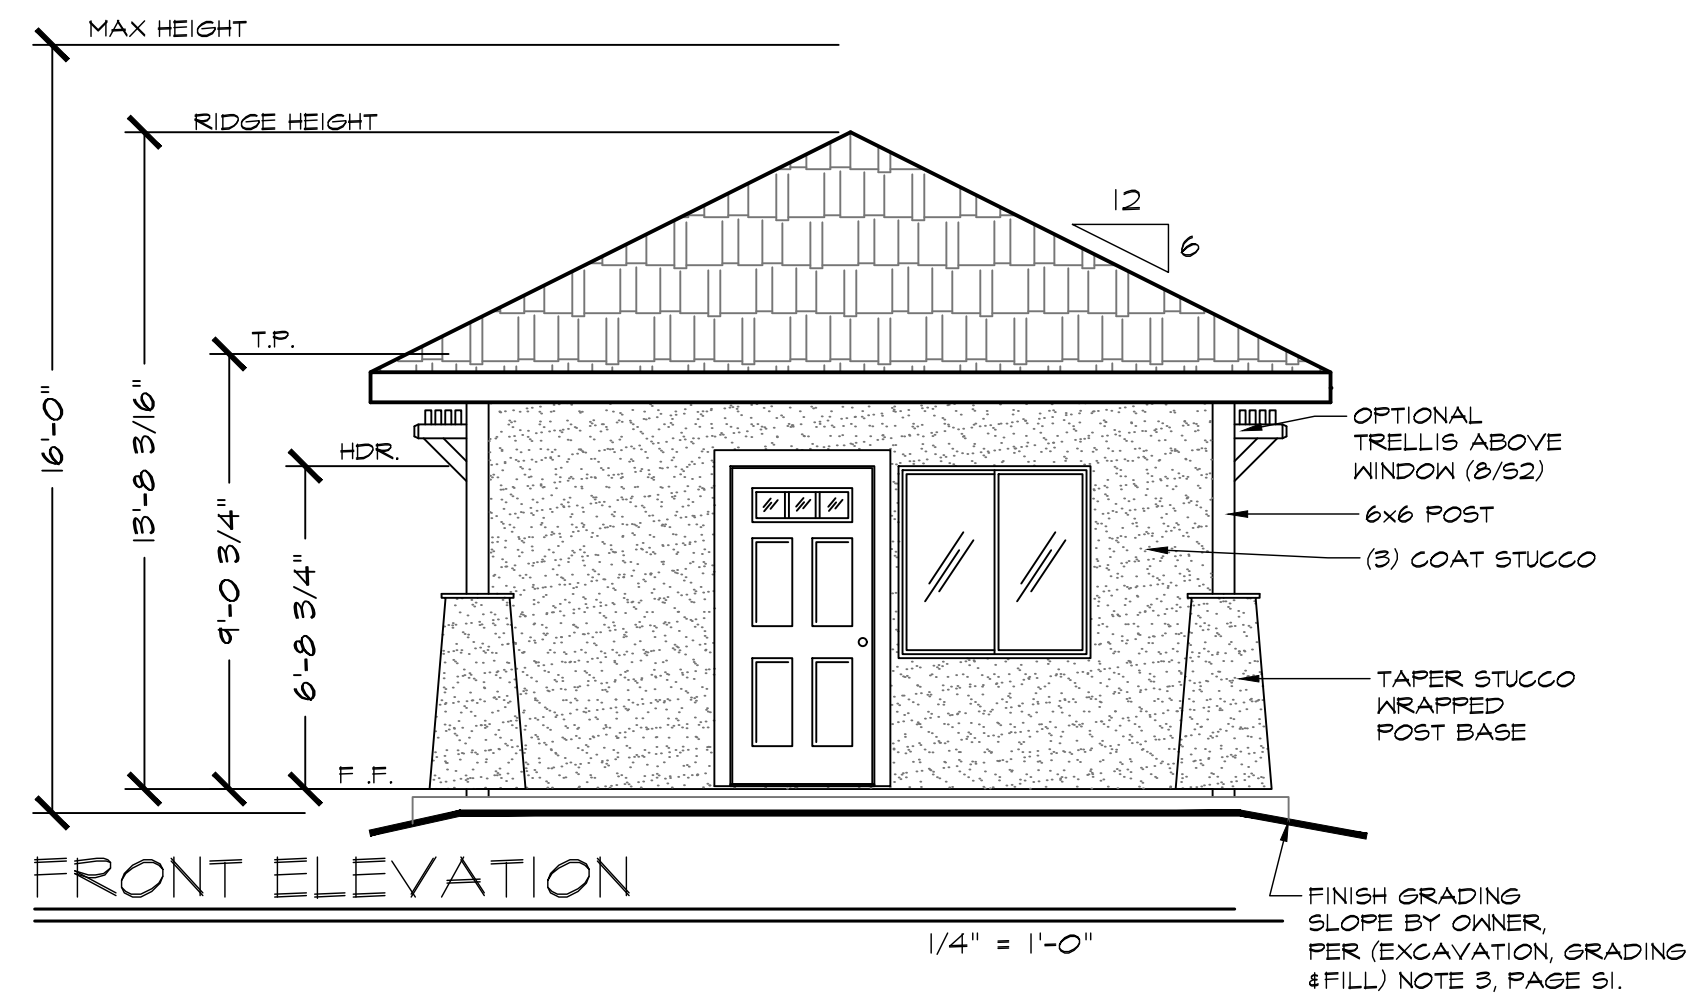 MAX HEIGHT
RIDGE HEIGHT
12
6
T.P.
16'-0"
13'-8 3/16"
9'-0 3/4"
6'-8 3/4"
HDR.
OPTIONAL
TRELLIS ABOVE
WINDOW (8/S2)
6x6 POST
(3) COAT STUCCO
TAPER STUCCO
WRAPPED
POST BASE
F .F.
FRONT ELEVATION
1/4" = 1'-0"
FINISH GRADING
SLOPE BY OWNER,
PER (EXCAVATION, GRADING
&FILL) NOTE 3, PAGE S1.